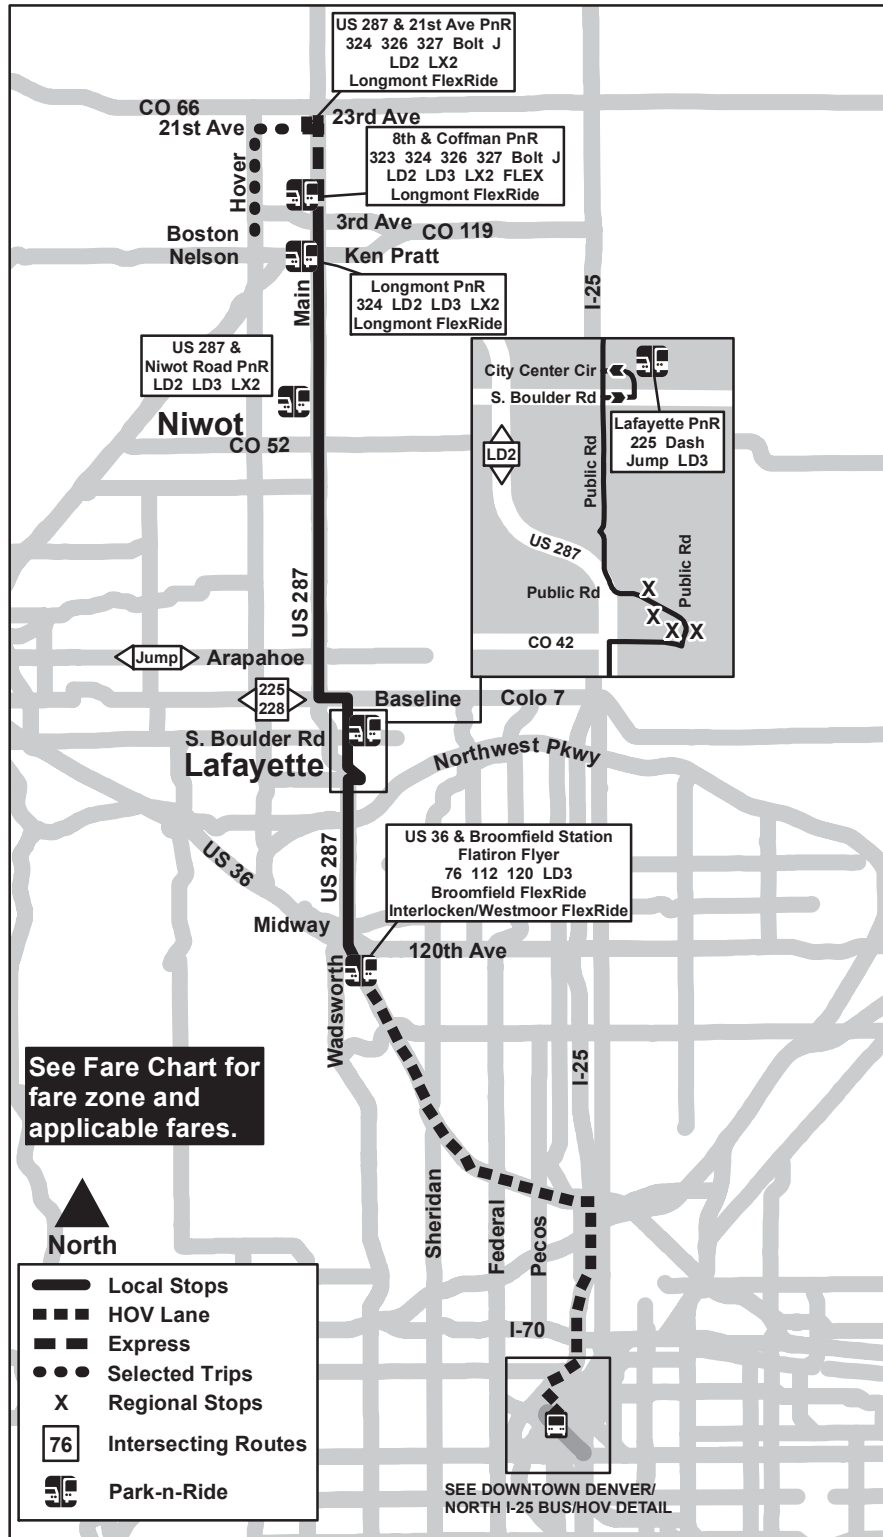 US 287 & 21st Ave PnR
324 326 327 Bolt J
LD2 LX2
Longmont FlexRide
CO 66
23rd Ave
21st Ave
8th & Coffman PnR
323 324 326 327 Bolt J
LD2 LD3 LX2 FLEX
Longmont FlexRide
Hover
3rd Ave
CO 119
Boston
Nelson
Ken Pratt
Main
I-25
Longmont PnR
324 LD2 LD3 LX2
Longmont FlexRide
US 287 &
Niwot Road PnR
LD2 LD3 LX2
Niwot
CO 52
City Center Cir
S. Boulder Rd
Lafayette PnR
225 Dash
Jump LD3
LD2
Public Rd
US 287
Public Rd
Public Rd
X
X
X X
CO 42
US 287
Jump
Arapahoe
225
228
Baseline
Colo 7
S. Boulder Rd
Lafayette
Northwest Pkwy
US 36
US 287
US 36 & Broomfield Station
Flatiron Flyer
76 112 120 LD3
Broomfield FlexRide
Interlocken/Westmoor FlexRide
Midway
120th Ave
Wadsworth
I-25
See Fare Chart for
fare zone and
applicable fares.
North
Sheridan
Federal
Pecos
I-70
Local Stops
HOV Lane
Express
Selected Trips
X Regional Stops
76 Intersecting Routes
Park-n-Ride
SEE DOWNTOWN DENVER/
NORTH I-25 BUS/HOV DETAIL